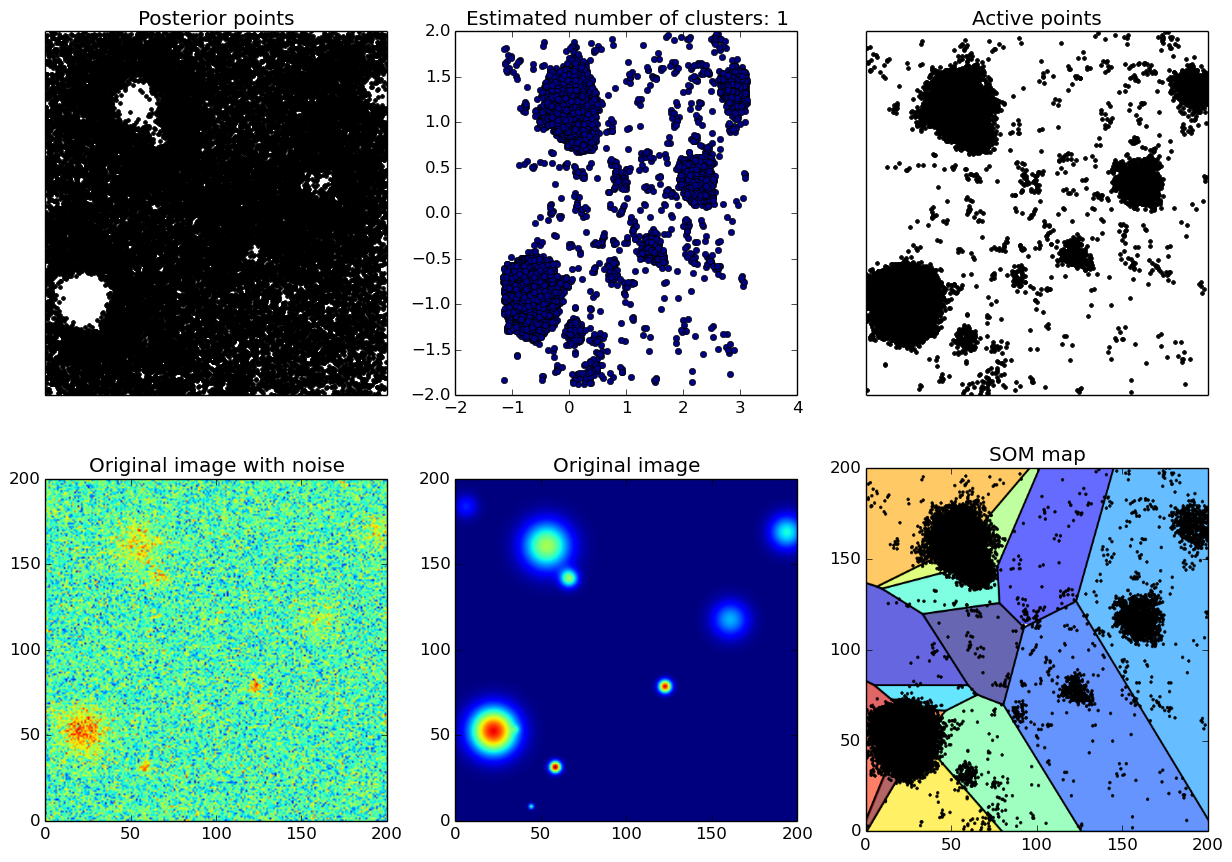 Posterior points
Estimated number of clusters: 1
Active points
2.0
1.5
1.0
0.5
0.0
−0.5
−1.0
−1.5
−2.0
−2 −1 0 1 2 3 4
Original image with noise
Original image
SOM map
200
150
100
50
0
0 50 100 150 200
200
150
100
50
0
0 50 100 150 200
200
150
100
50
0
0 50 100 150 200